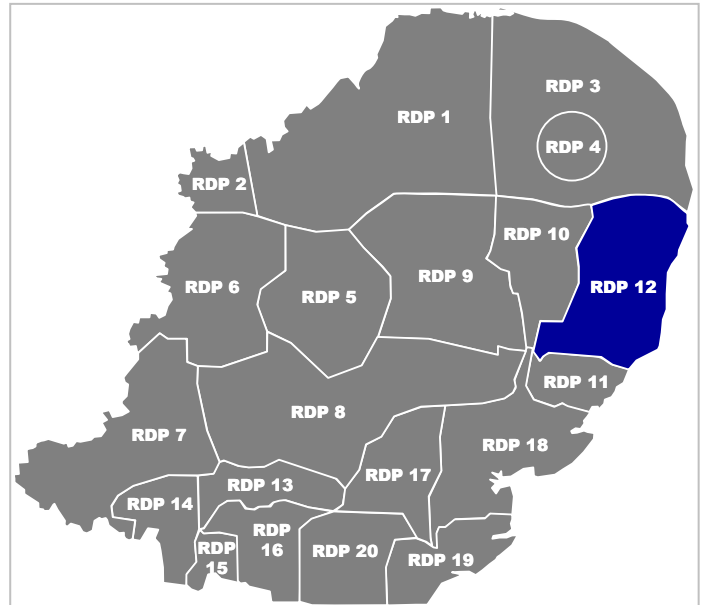 RDP 3
RDP 1
RDP 4
RDP 2
RDP 10
RDP 9
RDP 6
RDP 12
RDP 5
RDP 11
RDP 8
RDP 7
RDP 18
RDP 17
RDP 13
RDP 14
RDP
16
RDP
15
RDP 20
RDP 19